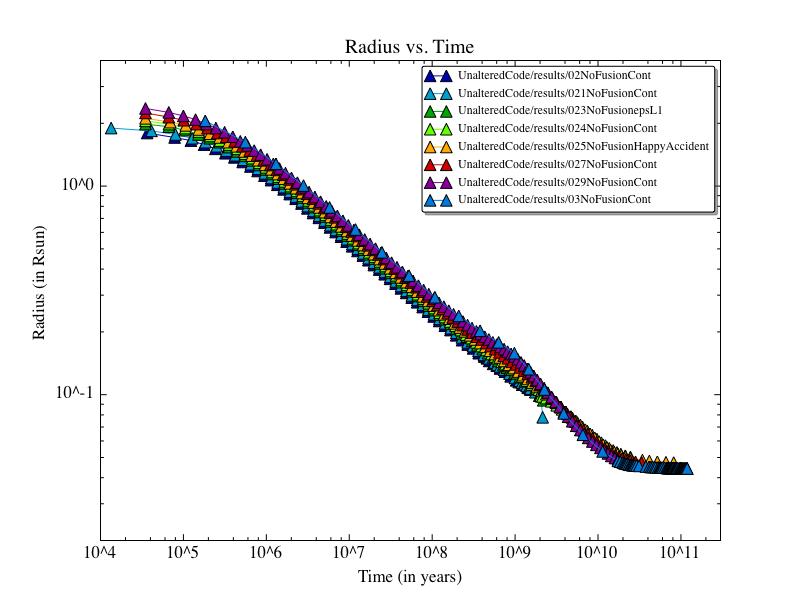 Radius vs. Time
UnalteredCode/results/02NoFusionCont
UnalteredCode/results/021NoFusionCont
UnalteredCode/results/023NoFusionepsL1
UnalteredCode/results/024NoFusionCont
UnalteredCode/results/025NoFusionHappyAccident
UnalteredCode/results/027NoFusionCont
UnalteredCode/results/029NoFusionCont
UnalteredCode/results/03NoFusionCont
10^0
10^-1
Radius (in Rsun)
10^4 10^5 10^6 10^7 10^8 10^9 10^10 10^11
Time (in years)